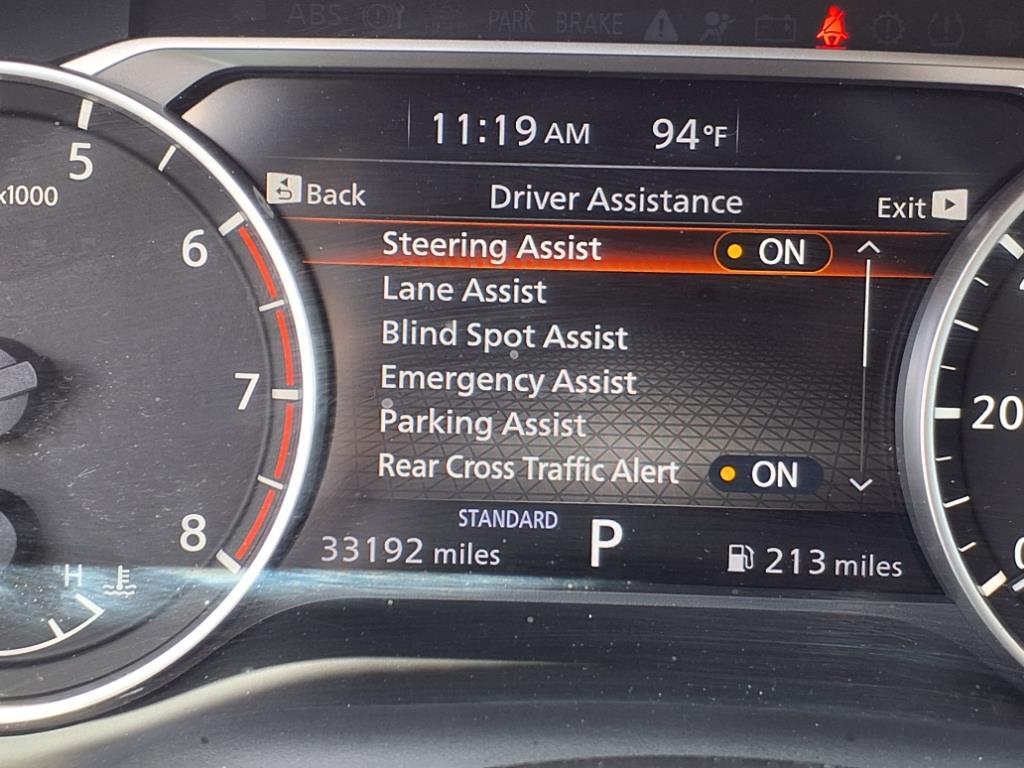 ABS PARK BRAKE
11:19 AM 94°F
Back Driver Assistance Exit
Steering Assist ON
Lane Assist
Blind Spot Assist
Emergency Assist
Parking Assist
Rear Cross Traffic Alert ON
STANDARD
33192 miles P 213 miles
x1000
5
6
7
8
H
20
0